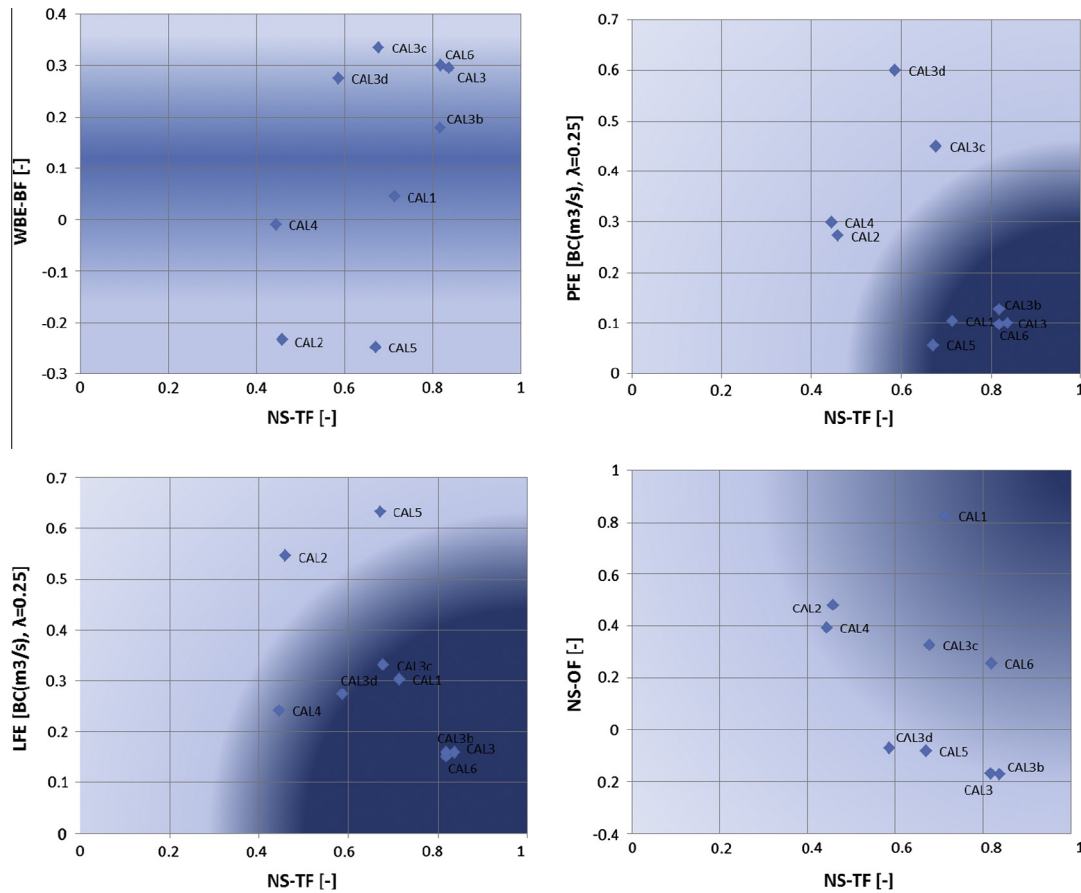 0.4
CAL3c
CAL6
0.3
CAL3d
CAL3
0.2
CAL3b
0.1
CAL1
0
CAL4
-0.1
-0.2
CAL2
CAL5
-0.3
0 0.2 0.4 0.6 0.8 1
NS-TF [-]
WBE-BF [-]
0.7
0.6
CAL3d
0.5
CAL3c
0.4
0.3
CAL4
CAL2
0.2
CAL3b
0.1
CAL1
CAL3
CAL6
CAL5
0
0 0.2 0.4 0.6 0.8 1
NS-TF [-]
PFE [BC(m3/s), λ=0.25]
0.7
CAL5
0.6
CAL2
0.5
0.4
CAL3c
0.3
CAL3d
CAL1
CAL4
0.2
CAL3b
CAL3
CAL6
0.1
0
0 0.2 0.4 0.6 0.8 1
NS-TF [-]
LFE [BC(m3/s), λ=0.25]
1
0.8
CAL1
0.6
CAL2
0.4
CAL4
CAL3c
CAL6
0.2
0
CAL3d
CAL5
0.2
CAL3b
CAL3
-0.4
0 0.2 0.4 0.6 0.8 1
NS-TF [-]
NS-OF [-]